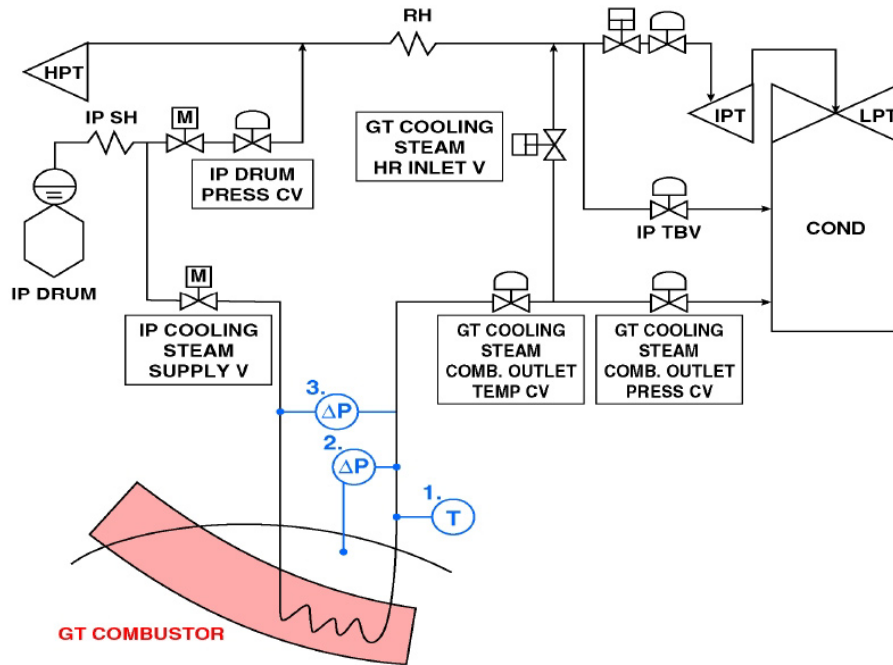 RH
HPT
IPT
LPT
IP SH
M
GT COOLING
STEAM
HR INLET V
IP DRUM
PRESS CV
IP TBV
COND
IP DRUM
M
IP COOLING
STEAM
SUPPLY V
GT COOLING
STEAM
COMB. OUTLET
TEMP CV
GT COOLING
STEAM
COMB. OUTLET
PRESS CV
3.
ΔP
2.
ΔP
1.
T
GT COMBUSTOR